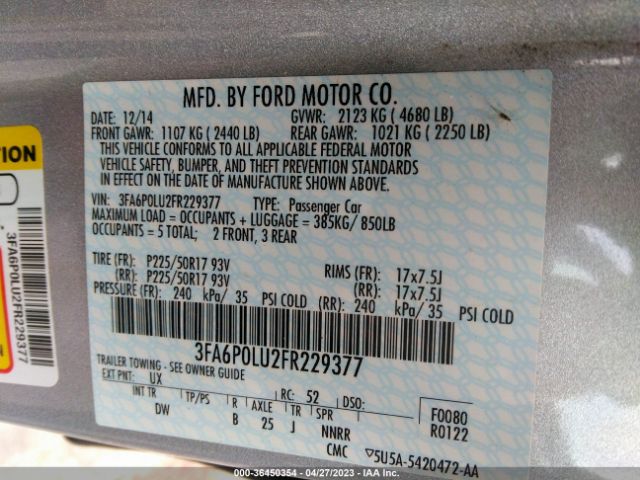 MFD. BY FORD MOTOR CO.
DATE: 12/14 GVWR: 2123 KG ( 4680 LB)
FRONT GAWR: 1107 KG ( 2440 LB) REAR GAWR: 1021 KG ( 2250 LB)
THIS VEHICLE CONFORMS TO ALL APPLICABLE FEDERAL MOTOR
VEHICLE SAFETY, BUMPER, AND THEFT PREVENTION STANDARDS
IN EFFECT ON THE DATE OF MANUFACTURE SHOWN ABOVE.
VIN: 3FA6P0LU2FR229377 TYPE: Passenger Car
MAXIMUM LOAD = OCCUPANTS + LUGGAGE = 385KG/ 850LB
OCCUPANTS = 5 TOTAL; 2 FRONT, 3 REAR
TIRE (FR): P225/50R17 93V RIMS (FR): 17x7.5J
(RR): P225/50R17 93V (RR): 17x7.5J
PRESSURE (FR): 240 kPa/ 35 PSI COLD (RR): 240 kPa/ 35 PSI COLD
3FA6P0LU2FR229377
TRAILER TOWING - SEE OWNER GUIDE
EXT PNT: UX RC: 52 DSO: F0080
INT TR TP/PS R AXLE TR SPR R0122
DW B 25 J NNRR
CMC 5U5A-5420472-AA
TION
3FA6P0LU2FR229377
000-36450354 - 04/27/2023 - IAA Inc.